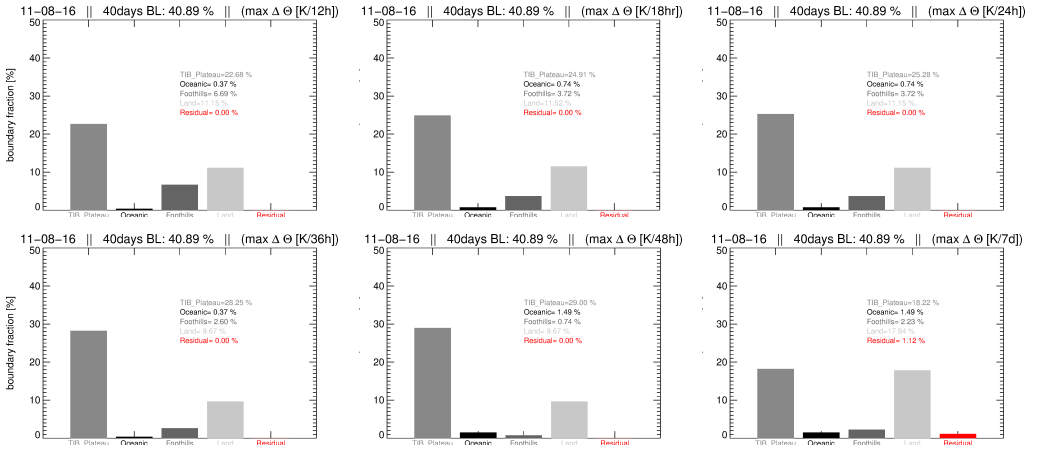 11−08−16 || 40days BL: 40.89 % || (max Δ Θ [K/12h])
boundary fraction [%]
50
40
30
20
10
0
TIB_Plateau=22.68 %
Oceanic= 0.37 %
Foothills= 6.69 %
Land=11.15 %
Residual= 0.00 %
TIB_Plateau Oceanic Foothills Land Residual
11−08−16 || 40days BL: 40.89 % || (max Δ Θ [K/18hr])
50
40
30
20
10
0
TIB_Plateau=24.91 %
Oceanic= 0.74 %
Foothills= 3.72 %
Land=11.52 %
Residual= 0.00 %
TIB_Plateau Oceanic Foothills Land Residual
11−08−16 || 40days BL: 40.89 % || (max Δ Θ [K/24h])
50
40
30
20
10
0
TIB_Plateau=25.28 %
Oceanic= 0.74 %
Foothills= 3.72 %
Land=11.15 %
Residual= 0.00 %
TIB_Plateau Oceanic Foothills Land Residual
11−08−16 || 40days BL: 40.89 % || (max Δ Θ [K/36h])
boundary fraction [%]
50
40
30
20
10
0
TIB_Plateau=28.25 %
Oceanic= 0.37 %
Foothills= 2.60 %
Land= 9.67 %
Residual= 0.00 %
TIB_Plateau Oceanic Foothills Land Residual
11−08−16 || 40days BL: 40.89 % || (max Δ Θ [K/48h])
50
40
30
20
10
0
TIB_Plateau=29.00 %
Oceanic= 1.49 %
Foothills= 0.74 %
Land= 9.67 %
Residual= 0.00 %
TIB_Plateau Oceanic Foothills Land Residual
11−08−16 || 40days BL: 40.89 % || (max Δ Θ [K/7d])
50
40
30
20
10
0
TIB_Plateau=18.22 %
Oceanic= 1.49 %
Foothills= 2.23 %
Land=17.84 %
Residual= 1.12 %
TIB_Plateau Oceanic Foothills Land Residual